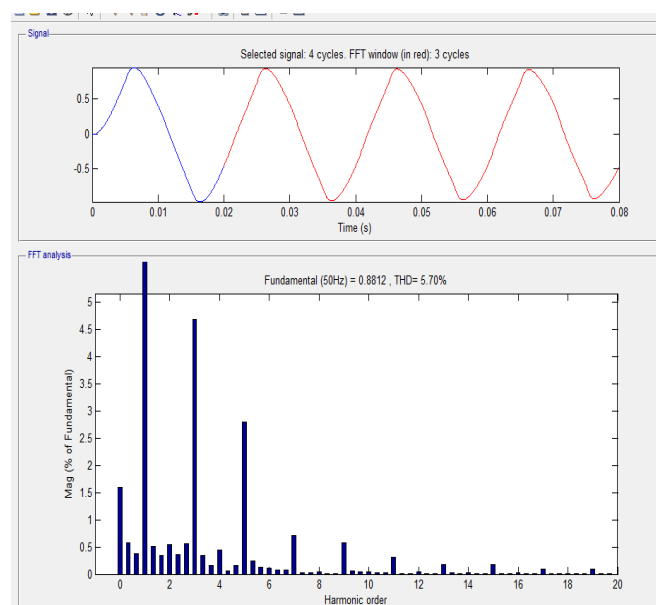 Signal
Selected signal: 4 cycles. FFT window (in red): 3 cycles
0.5
0
-0.5
0 0.01 0.02 0.03 0.04 0.05 0.06 0.07 0.08
Time (s)
FFT analysis
Fundamental (50Hz) = 0.8812 , THD= 5.70%
5
4.5
4
3.5
3
2.5
2
1.5
1
0.5
0
Mag (% of Fundamental)
0 2 4 6 8 10 12 14 16 18 20
Harmonic order